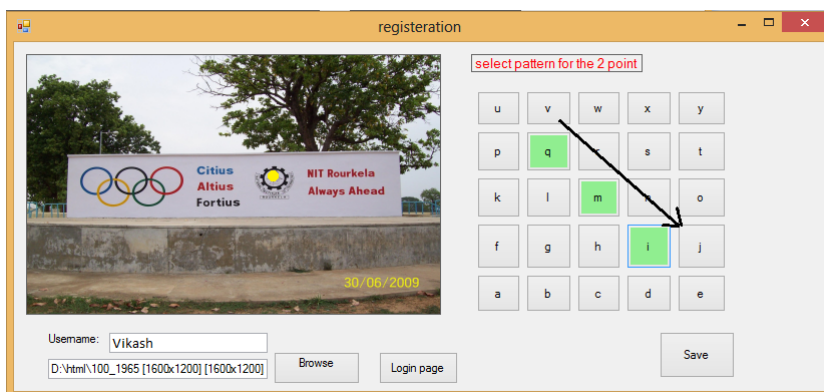 registeration
select pattern for the 2 point
u v w x y
p q r s t
k l m n o
f g h i j
a b c d e
Citius
Altius
Fortius
NIT Rourkela
Always Ahead
30/06/2009
Username: Vikash
D:\html\100_1965 [1600x1200] [1600x1200]
Browse
Login page
Save